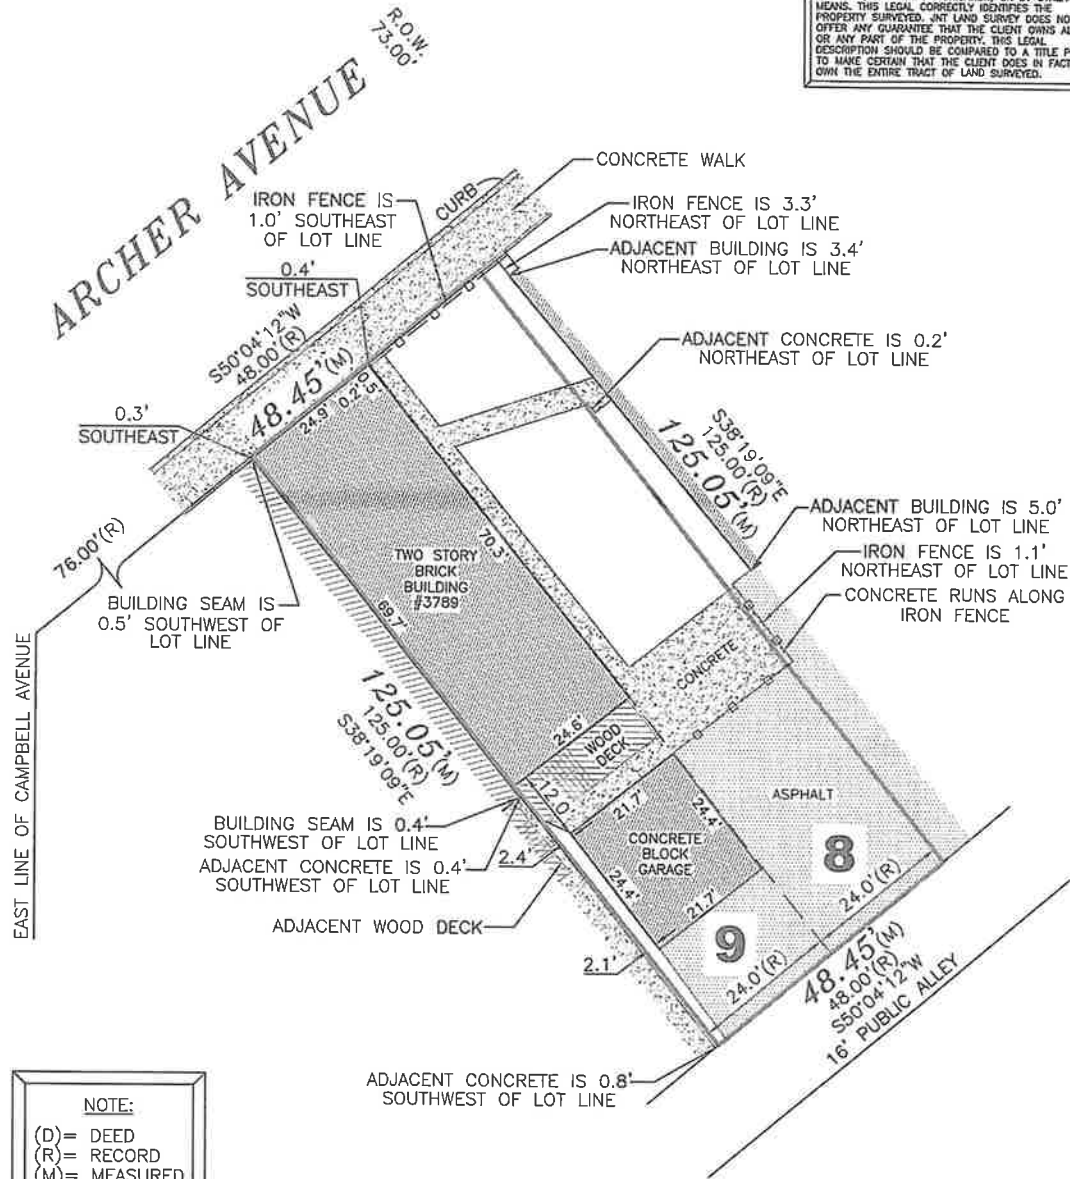 MEANS. THIS LEGAL CORRECTLY IDENTIFIES THE
PROPERTY SURVEYED. JNT LAND SURVEY DOES NO
OFFER ANY GUARANTEE THAT THE CLIENT OWNS AL
OR ANY PART OF THE PROPERTY. THIS LEGAL
DESCRIPTION SHOULD BE COMPARED TO A TITLE P
TO MAKE CERTAIN THAT THE CLIENT DOES IN FACT
OWN THE ENTIRE TRACT OF LAND SURVEYED.
ARCHER AVENUE
R.O.W.
73.00'
CONCRETE WALK
CURB
IRON FENCE IS
1.0' SOUTHEAST
OF LOT LINE
IRON FENCE IS 3.3'
NORTHEAST OF LOT LINE
ADJACENT BUILDING IS 3.4'
NORTHEAST OF LOT LINE
0.4'
SOUTHEAST
S50°04'12"W
48.00'(R)
48.45'(M)
24.9'
0.2'
0.5'
ADJACENT CONCRETE IS 0.2'
NORTHEAST OF LOT LINE
0.3'
SOUTHEAST
S38°19'09"E
125.00'(R)
125.05'(M)
76.00'(R)
ADJACENT BUILDING IS 5.0'
NORTHEAST OF LOT LINE
IRON FENCE IS 1.1'
NORTHEAST OF LOT LINE
CONCRETE RUNS ALONG
IRON FENCE
TWO STORY
BRICK
BUILDING
#3789
70.3'
69.7'
BUILDING SEAM IS
0.5' SOUTHWEST OF
LOT LINE
EAST LINE OF CAMPBELL AVENUE
CONCRETE
125.05'(M)
125.00'(R)
S38°19'09"E
24.6'
WOOD
DECK
12.0'
ASPHALT
21.7'
24.4'
CONCRETE
BLOCK
GARAGE
24.4'
21.7'
8
9
BUILDING SEAM IS 0.4'
SOUTHWEST OF LOT LINE
2.4'
ADJACENT CONCRETE IS 0.4'
SOUTHWEST OF LOT LINE
ADJACENT WOOD DECK
2.1'
24.0'(R)
24.0'(R)
48.45'(M)
48.00'(R)
S50°04'12"W
16' PUBLIC ALLEY
ADJACENT CONCRETE IS 0.8'
SOUTHWEST OF LOT LINE
NOTE:
(D)= DEED
(R)= RECORD
(M)= MEASURED